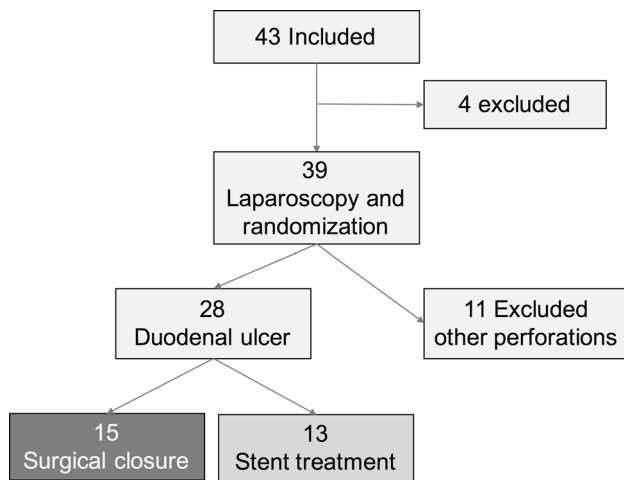 43 Included
4 excluded
39
Laparoscopy and
randomization
28
Duodenal ulcer
11 Excluded
other perforations
15
Surgical closure
13
Stent treatment